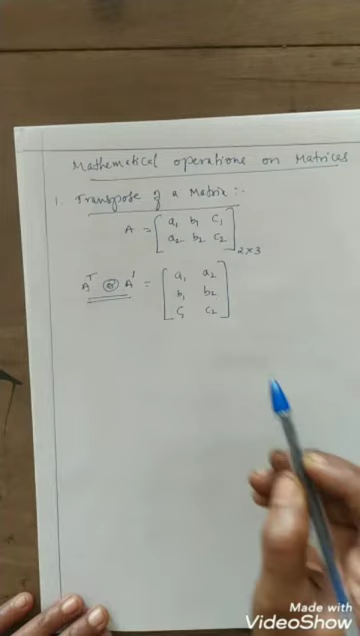 Mathematical operations on Matrices
1. Transpose of a Matrix :-
A = [ a₁ b₁ c₁
a₂ b₂ c₂ ] 2×3
Aᵀ or A' = [ a₁ a₂
b₁ b₂
c₁ c₂ ]
Made with
VideoShow